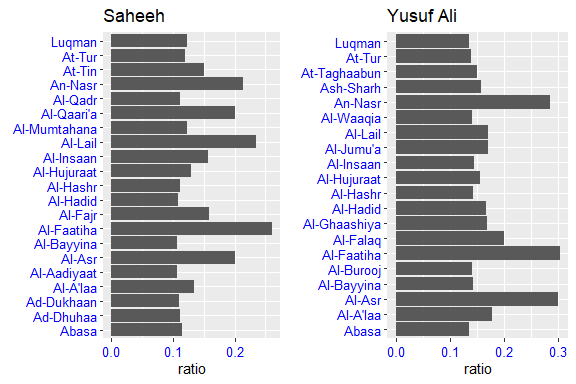 Saheeh
Luqman
At-Tur
At-Tin
An-Nasr
Al-Qadr
Al-Qaari'a
Al-Mumtahana
Al-Lail
Al-Insaan
Al-Hujuraat
Al-Hashr
Al-Hadid
Al-Fajr
Al-Faatiha
Al-Bayyina
Al-Asr
Al-Aadiyaat
Al-A'laa
Ad-Dukhaan
Ad-Dhuhaa
Abasa
0.0 0.1 0.2
ratio
Yusuf Ali
Luqman
At-Tur
At-Taghaabun
Ash-Sharh
An-Nasr
Al-Waaqia
Al-Lail
Al-Jumu'a
Al-Insaan
Al-Hujuraat
Al-Hashr
Al-Hadid
Al-Ghaashiya
Al-Falaq
Al-Faatiha
Al-Burooj
Al-Bayyina
Al-Asr
Al-A'laa
Abasa
0.0 0.1 0.2 0.3
ratio